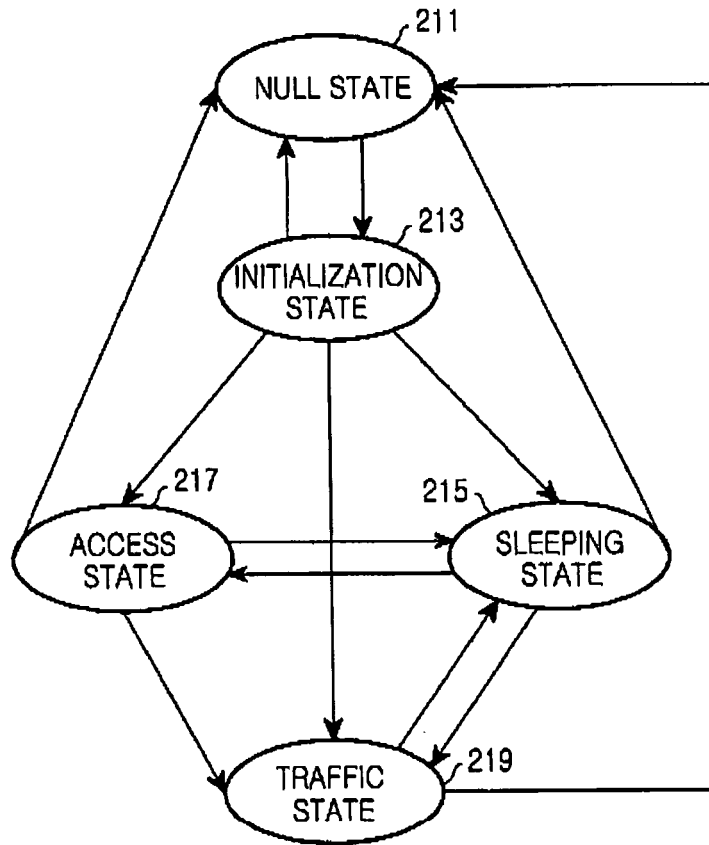 211
NULL STATE
213
INITIALIZATION
STATE
217
ACCESS
STATE
215
SLEEPING
STATE
219
TRAFFIC
STATE